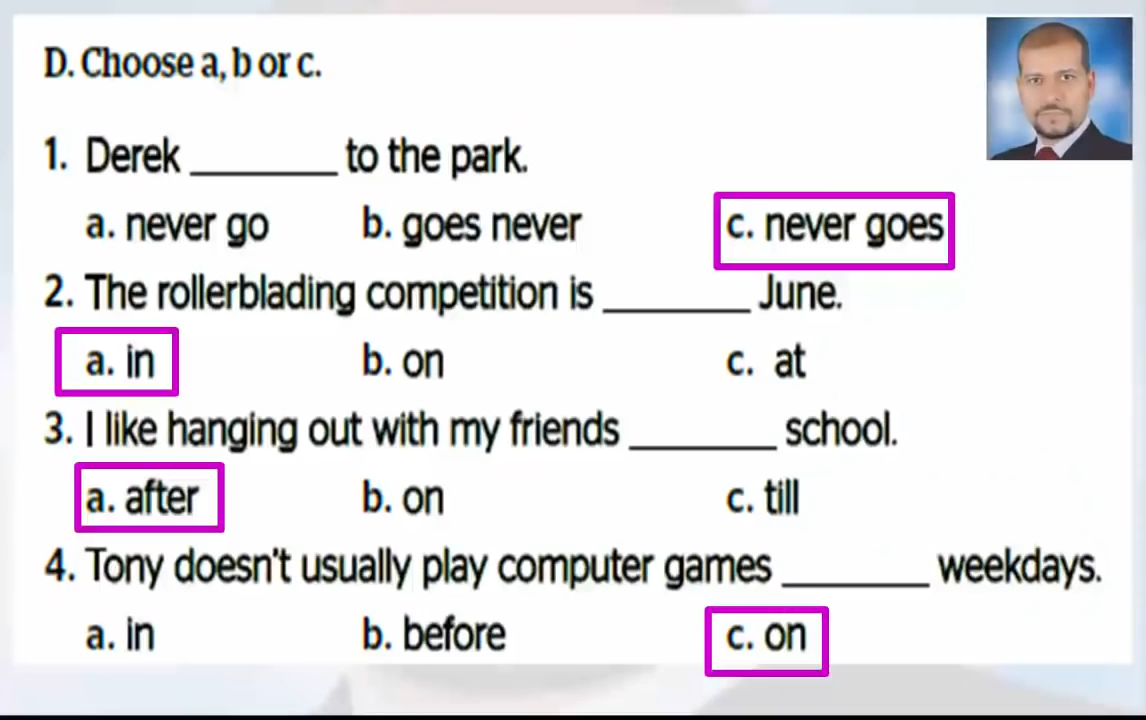 D. Choose a, b or c.
1. Derek ________ to the park.
a. never go b. goes never c. never goes
2. The rollerblading competition is ________ June.
a. in b. on c. at
3. I like hanging out with my friends ________ school.
a. after b. on c. till
4. Tony doesn't usually play computer games ________ weekdays.
a. in b. before c. on